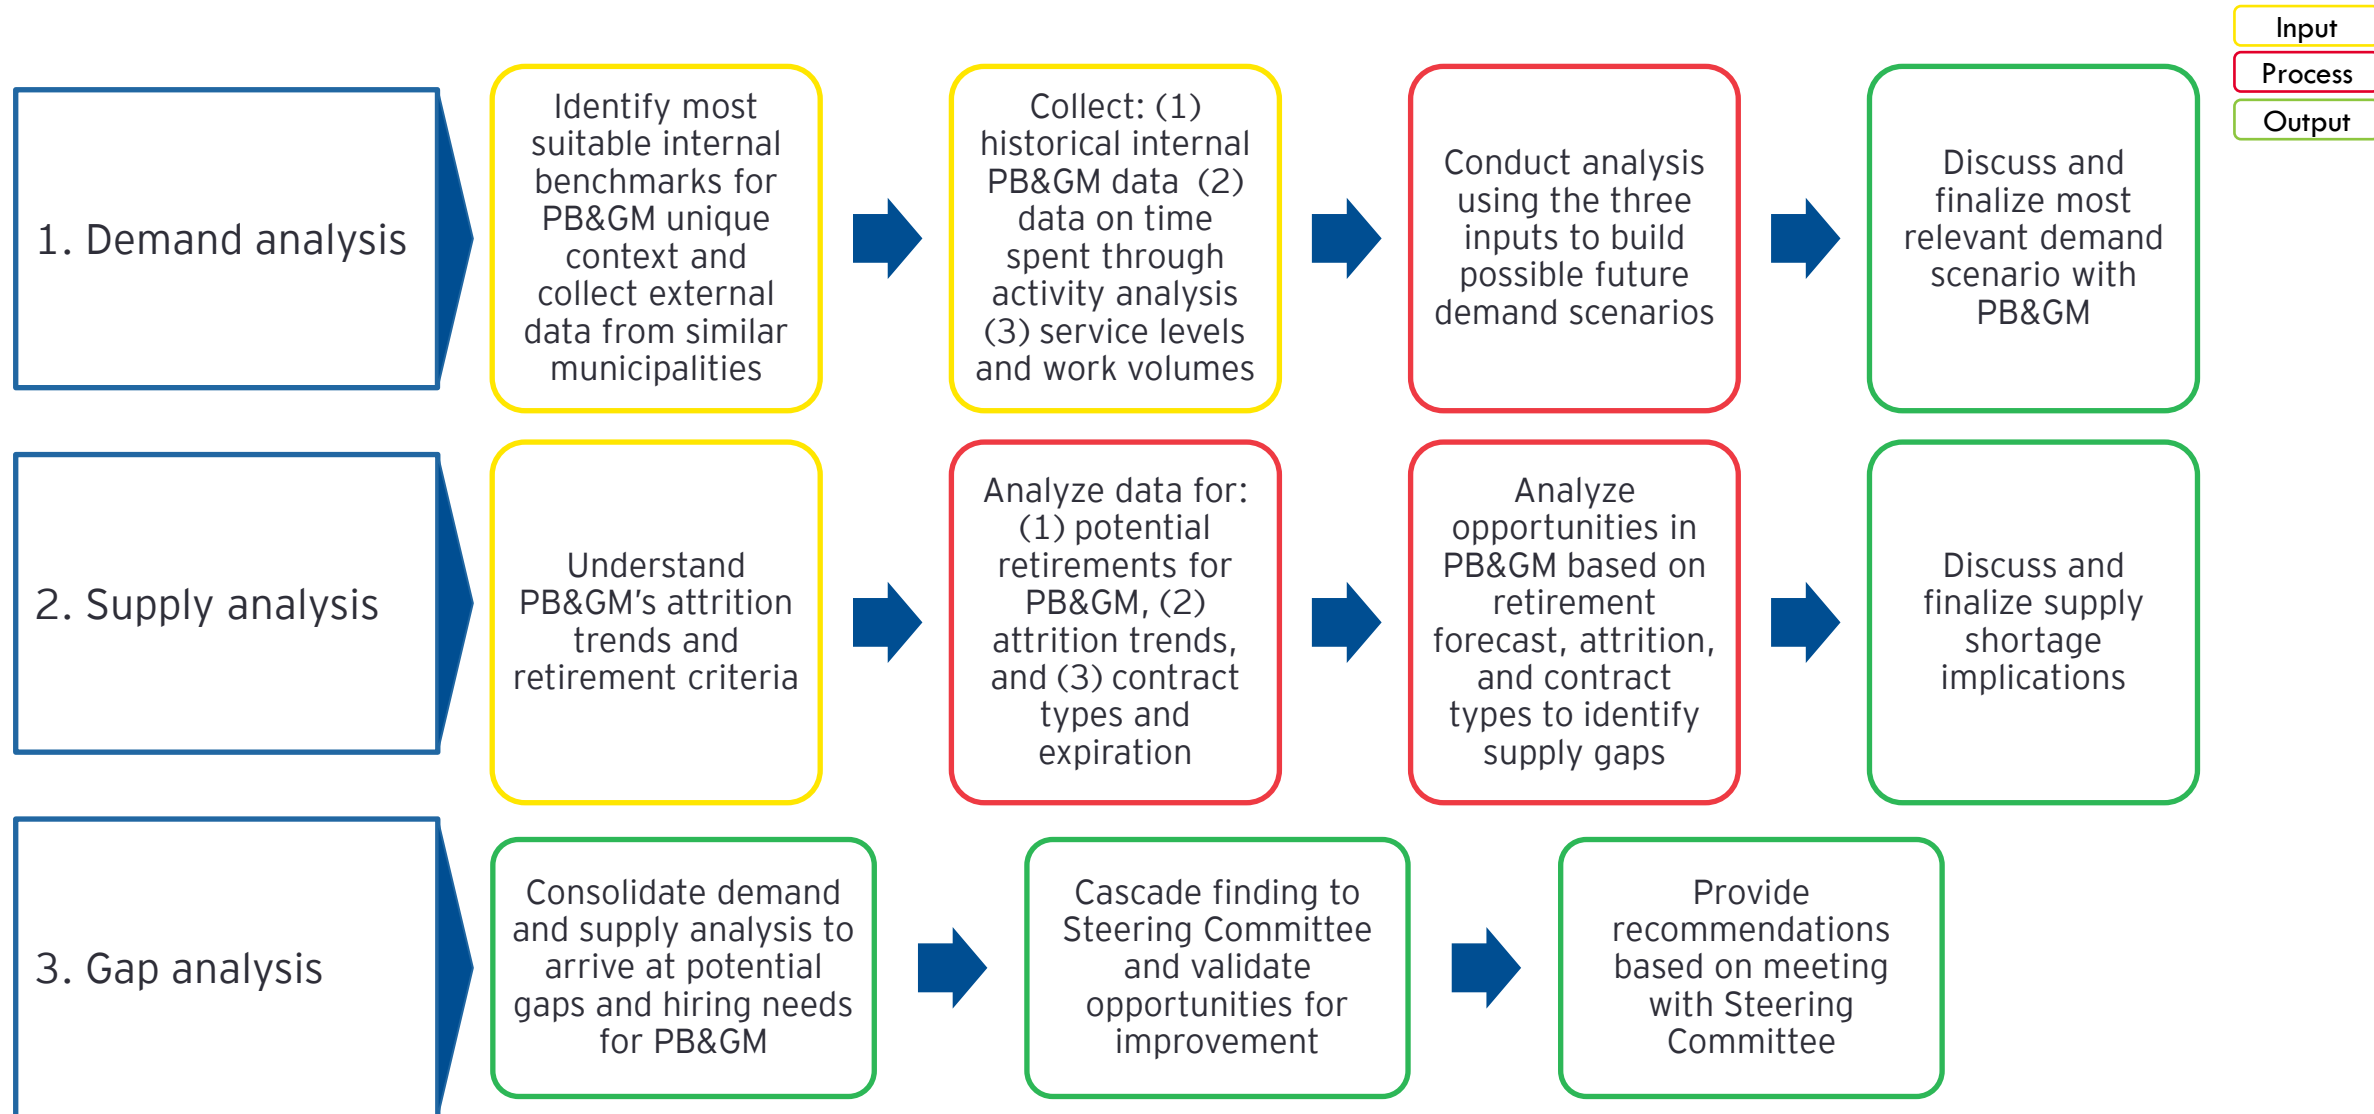 Input
Process
Output
1. Demand analysis
Identify most
suitable internal
benchmarks for
PB&GM unique
context and
collect external
data from similar
municipalities
Collect: (1)
historical internal
PB&GM data (2)
data on time
spent through
activity analysis
(3) service levels
and work volumes
Conduct analysis
using the three
inputs to build
possible future
demand scenarios
Discuss and
finalize most
relevant demand
scenario with
PB&GM
2. Supply analysis
Understand
PB&GM’s attrition
trends and
retirement criteria
Analyze data for:
(1) potential
retirements for
PB&GM, (2)
attrition trends,
and (3) contract
types and
expiration
Analyze
opportunities in
PB&GM based on
retirement
forecast, attrition,
and contract
types to identify
supply gaps
Discuss and
finalize supply
shortage
implications
3. Gap analysis
Consolidate demand
and supply analysis to
arrive at potential
gaps and hiring needs
for PB&GM
Cascade finding to
Steering Committee
and validate
opportunities for
improvement
Provide
recommendations
based on meeting
with Steering
Committee